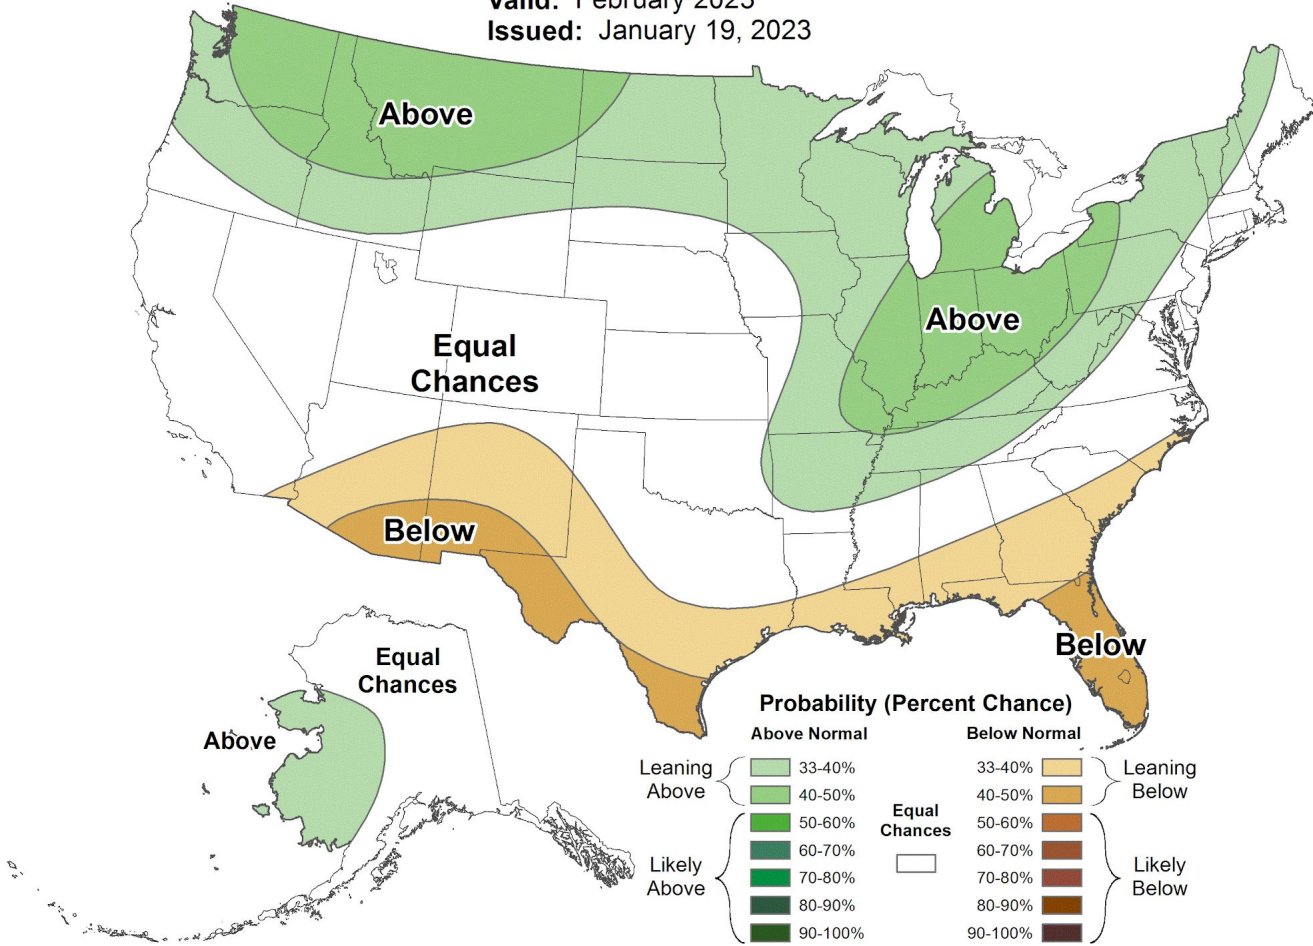 Valid: February 2023
Issued: January 19, 2023
Above
Above
Equal
Chances
Below
Below
Equal
Chances
Above
Probability (Percent Chance)
Above Normal
Below Normal
Leaning
Above
33-40%
40-50%
Likely
Above
50-60%
60-70%
70-80%
80-90%
90-100%
Equal
Chances
33-40%
40-50%
Leaning
Below
50-60%
60-70%
70-80%
80-90%
90-100%
Likely
Below